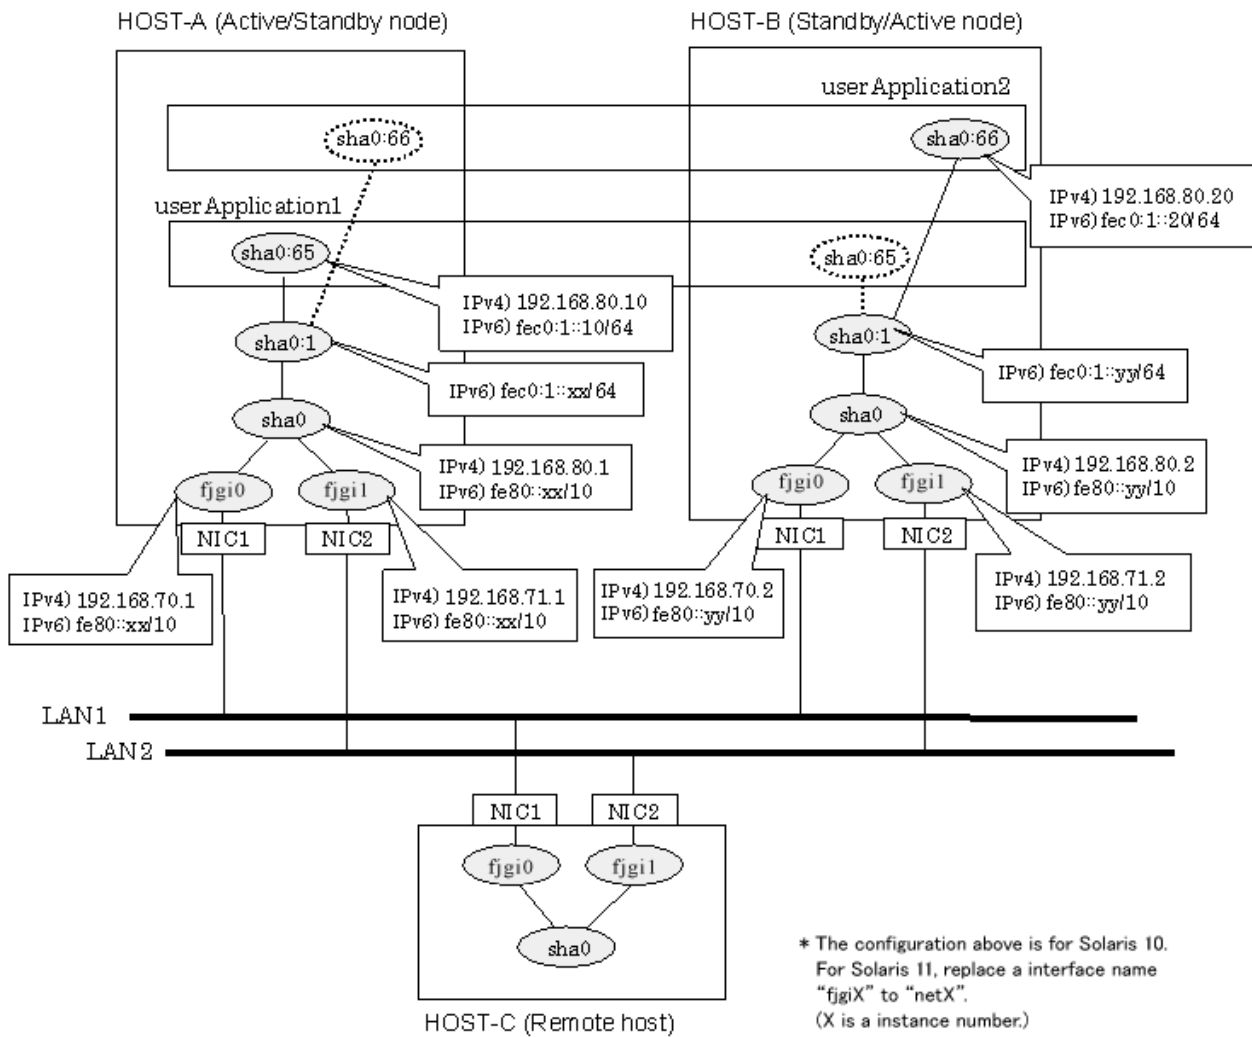 HOST-A (Active/Standby node)
HOST-B (Standby/Active node)
userApplication2
sha0:66
sha0:66
IPv4) 192.168.80.20
IPv6) fec0:1::20/64
userApplication1
sha0:65
sha0:65
IPv4) 192.168.80.10
IPv6) fec0:1::10/64
sha0:1
sha0:1
IPv6) fec0:1::xx/64
IPv6) fec0:1::yy/64
sha0
sha0
IPv4) 192.168.80.1
IPv6) fe80::xx/10
IPv4) 192.168.80.2
IPv6) fe80::yy/10
fjgi0
fjgi1
fjgi0
fjgi1
NIC1
NIC2
NIC1
NIC2
IPv4) 192.168.70.1
IPv6) fe80::xx/10
IPv4) 192.168.71.1
IPv6) fe80::xx/10
IPv4) 192.168.70.2
IPv6) fe80::yy/10
IPv4) 192.168.71.2
IPv6) fe80::yy/10
LAN1
LAN2
NIC1
NIC2
fjgi0
fjgi1
sha0
HOST-C (Remote host)
* The configuration above is for Solaris 10.
For Solaris 11, replace a interface name
“fjgiX” to “netX”.
(X is a instance number.)